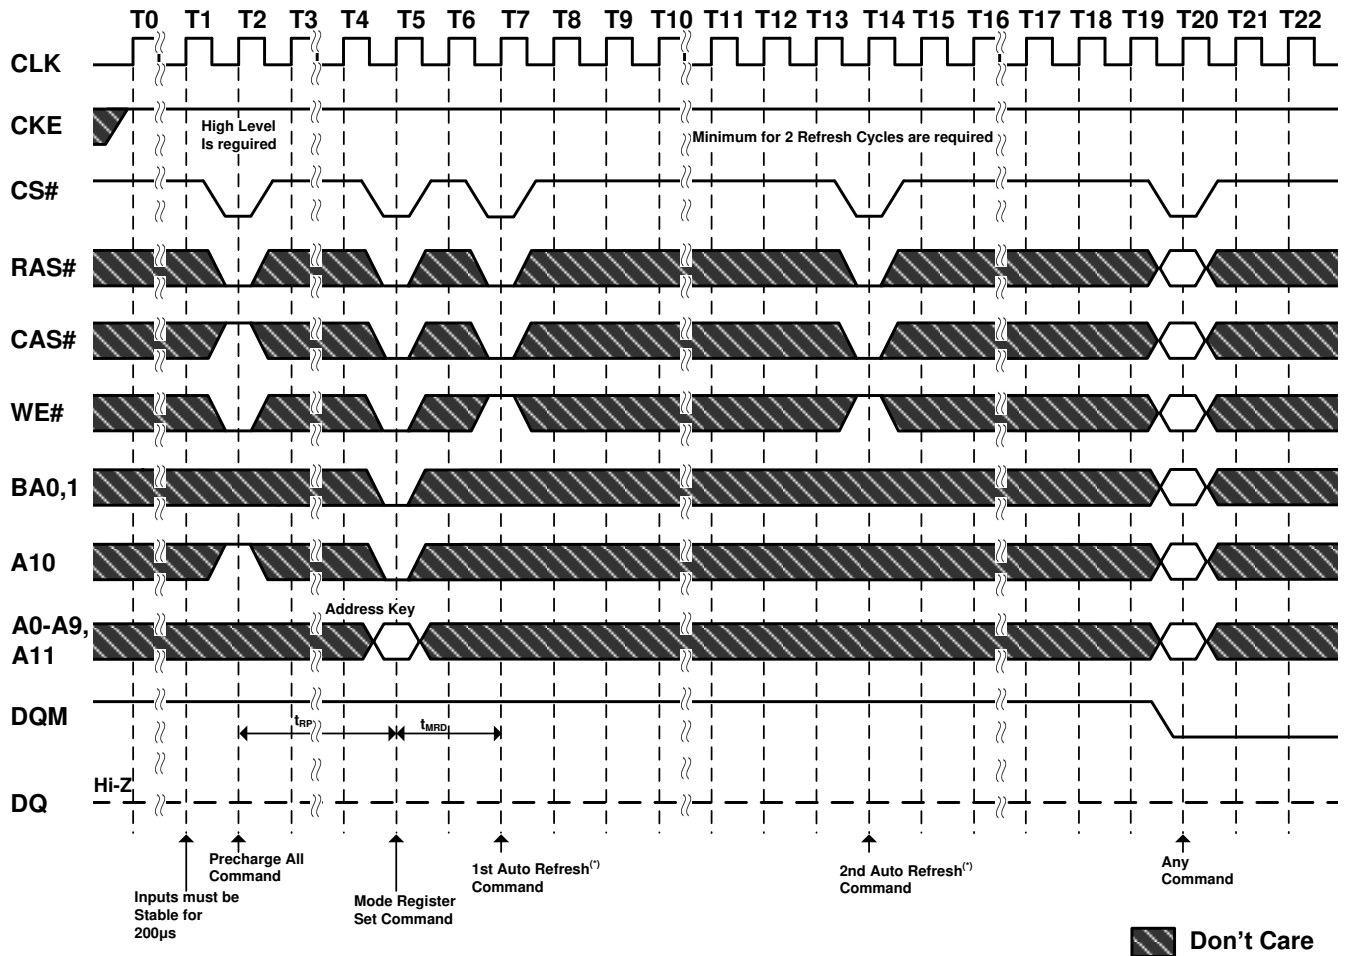 T0 T1 T2 T3 T4 T5 T6 T7 T8 T9 T10 T11 T12 T13 T14 T15 T16 T17 T18 T19 T20 T21 T22
CLK
CKE
High Level
Is reguired
Minimum for 2 Refresh Cycles are required
CS#
RAS#
CAS#
WE#
BA0,1
A10
Address Key
A0-A9,
A11
DQM
tRP
tMRD
Hi-Z
DQ
Precharge All
Command
Inputs must be
Stable for
200µs
Mode Register
Set Command
1st Auto Refresh(*)
Command
2nd Auto Refresh(*)
Command
Any
Command
Don't Care